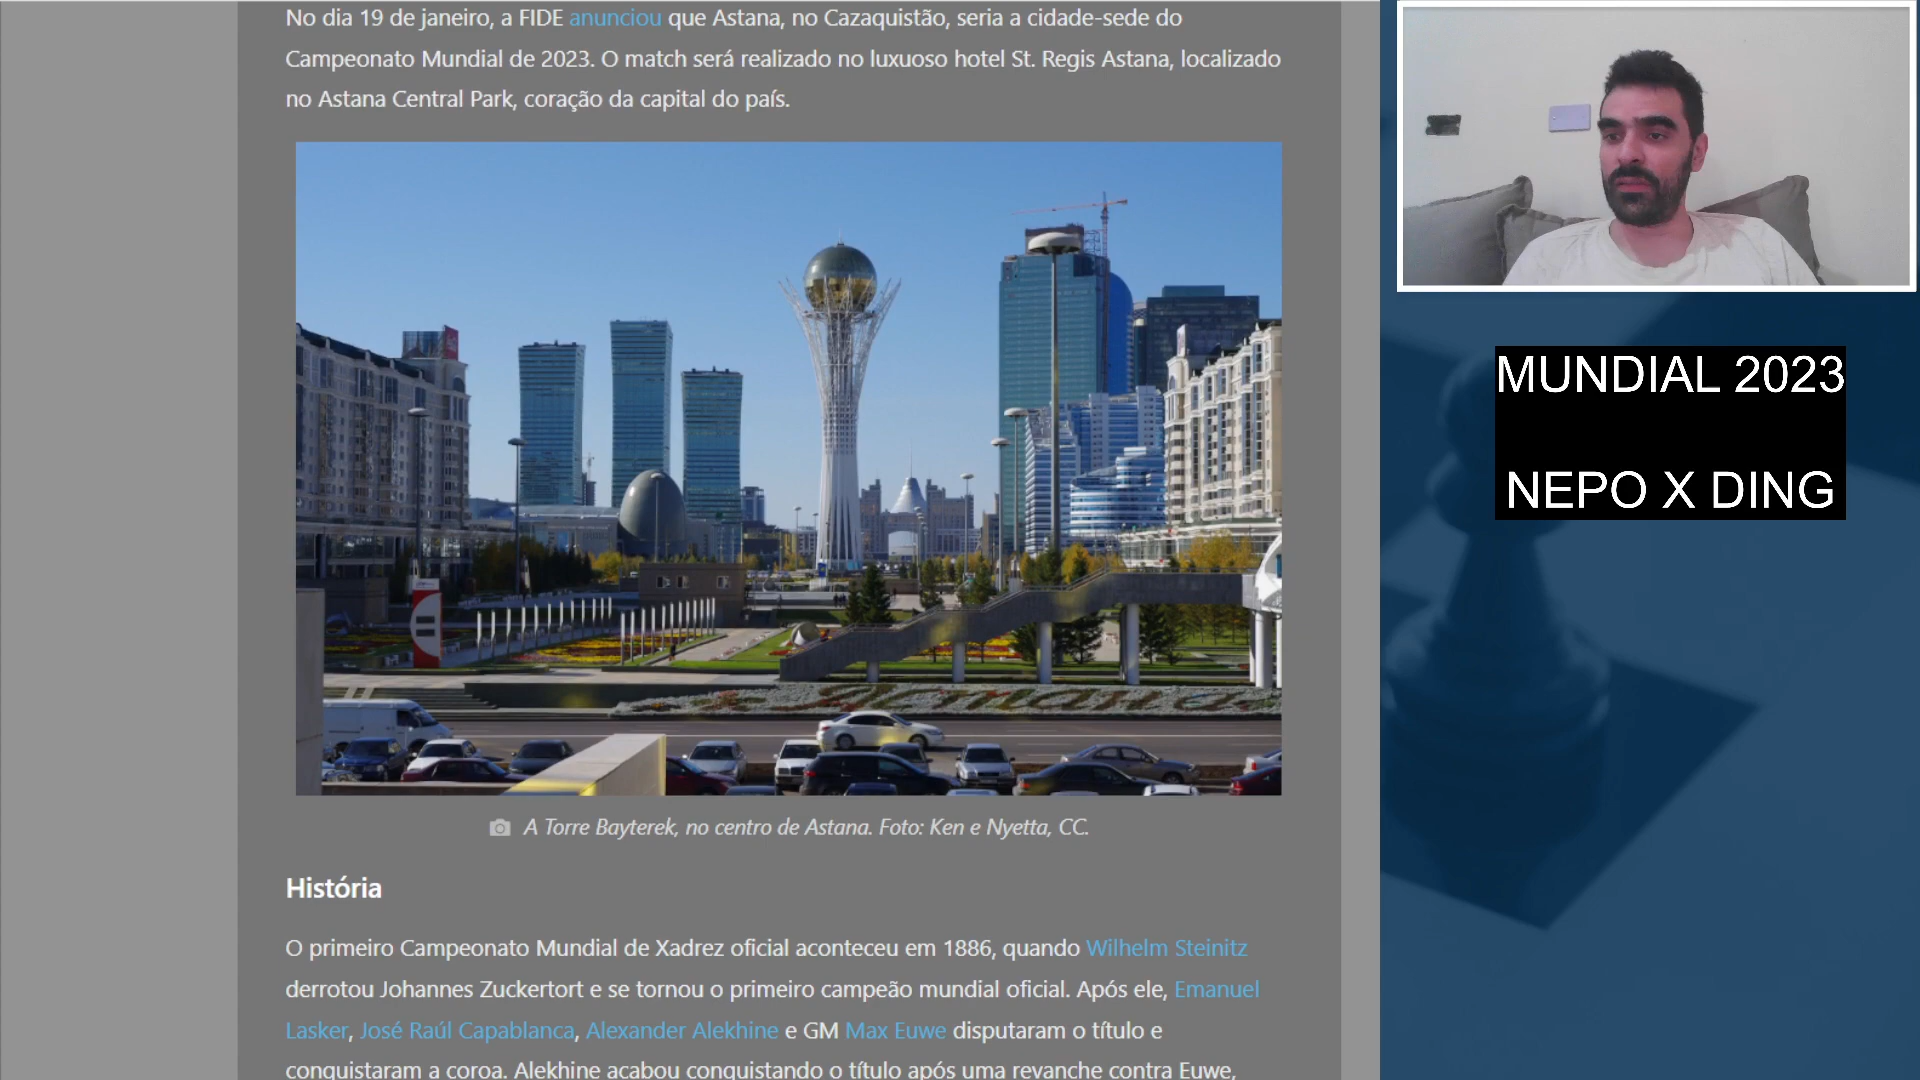 No dia 19 de janeiro, a FIDE anunciou que Astana, no Cazaquistão, seria a cidade-sede do
Campeonato Mundial de 2023. O match será realizado no luxuoso hotel St. Regis Astana, localizado
no Astana Central Park, coração da capital do país.
A Torre Bayterek, no centro de Astana. Foto: Ken e Nyetta, CC.
História
O primeiro Campeonato Mundial de Xadrez oficial aconteceu em 1886, quando Wilhelm Steinitz
derrotou Johannes Zuckertort e se tornou o primeiro campeão mundial oficial. Após ele, Emanuel
Lasker, José Raúl Capablanca, Alexander Alekhine e GM Max Euwe disputaram o título e
conquistaram a coroa. Alekhine acabou conquistando o título após uma revanche contra Euwe,
MUNDIAL 2023
NEPO X DING